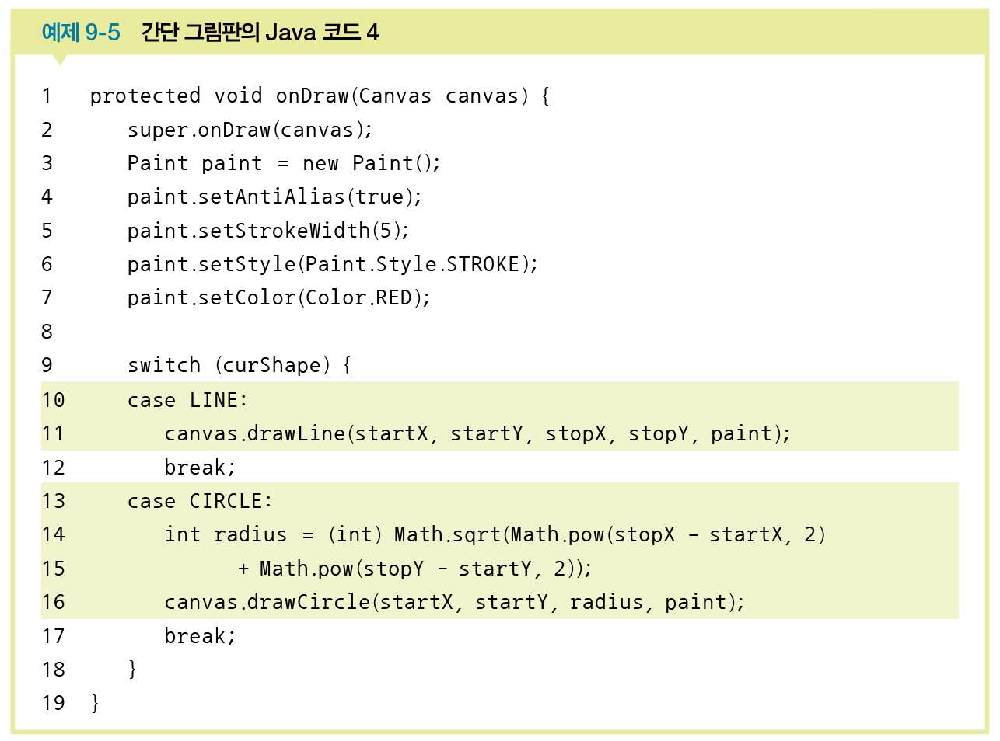 예제 9-5 간단 그림판의 Java 코드 4
1 protected void onDraw(Canvas canvas) {
2 super.onDraw(canvas);
3 Paint paint = new Paint();
4 paint.setAntiAlias(true);
5 paint.setStrokeWidth(5);
6 paint.setStyle(Paint.Style.STROKE);
7 paint.setColor(Color.RED);
8
9 switch (curShape) {
10 case LINE:
11 canvas.drawLine(startX, startY, stopX, stopY, paint);
12 break;
13 case CIRCLE:
14 int radius = (int) Math.sqrt(Math.pow(stopX – startX, 2)
15 + Math.pow(stopY – startY, 2));
16 canvas.drawCircle(startX, startY, radius, paint);
17 break;
18 }
19 }